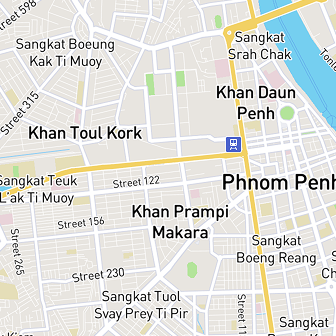 Street 598
Sangkat Boeung
Kak Ti Muoy
Sangkat
Srah Chak
Street 315
Khan Daun
Penh
Khan Toul Kork
Sangkat Teuk
L'ak Ti Muoy
Street 122
Phnom Penh
Khan Prampi
Makara
Street 156
Street 265
Sangkat
Boeng Reang
Street 230
Sangkat Tuol
Svay Prey Ti Pir
Sangkat